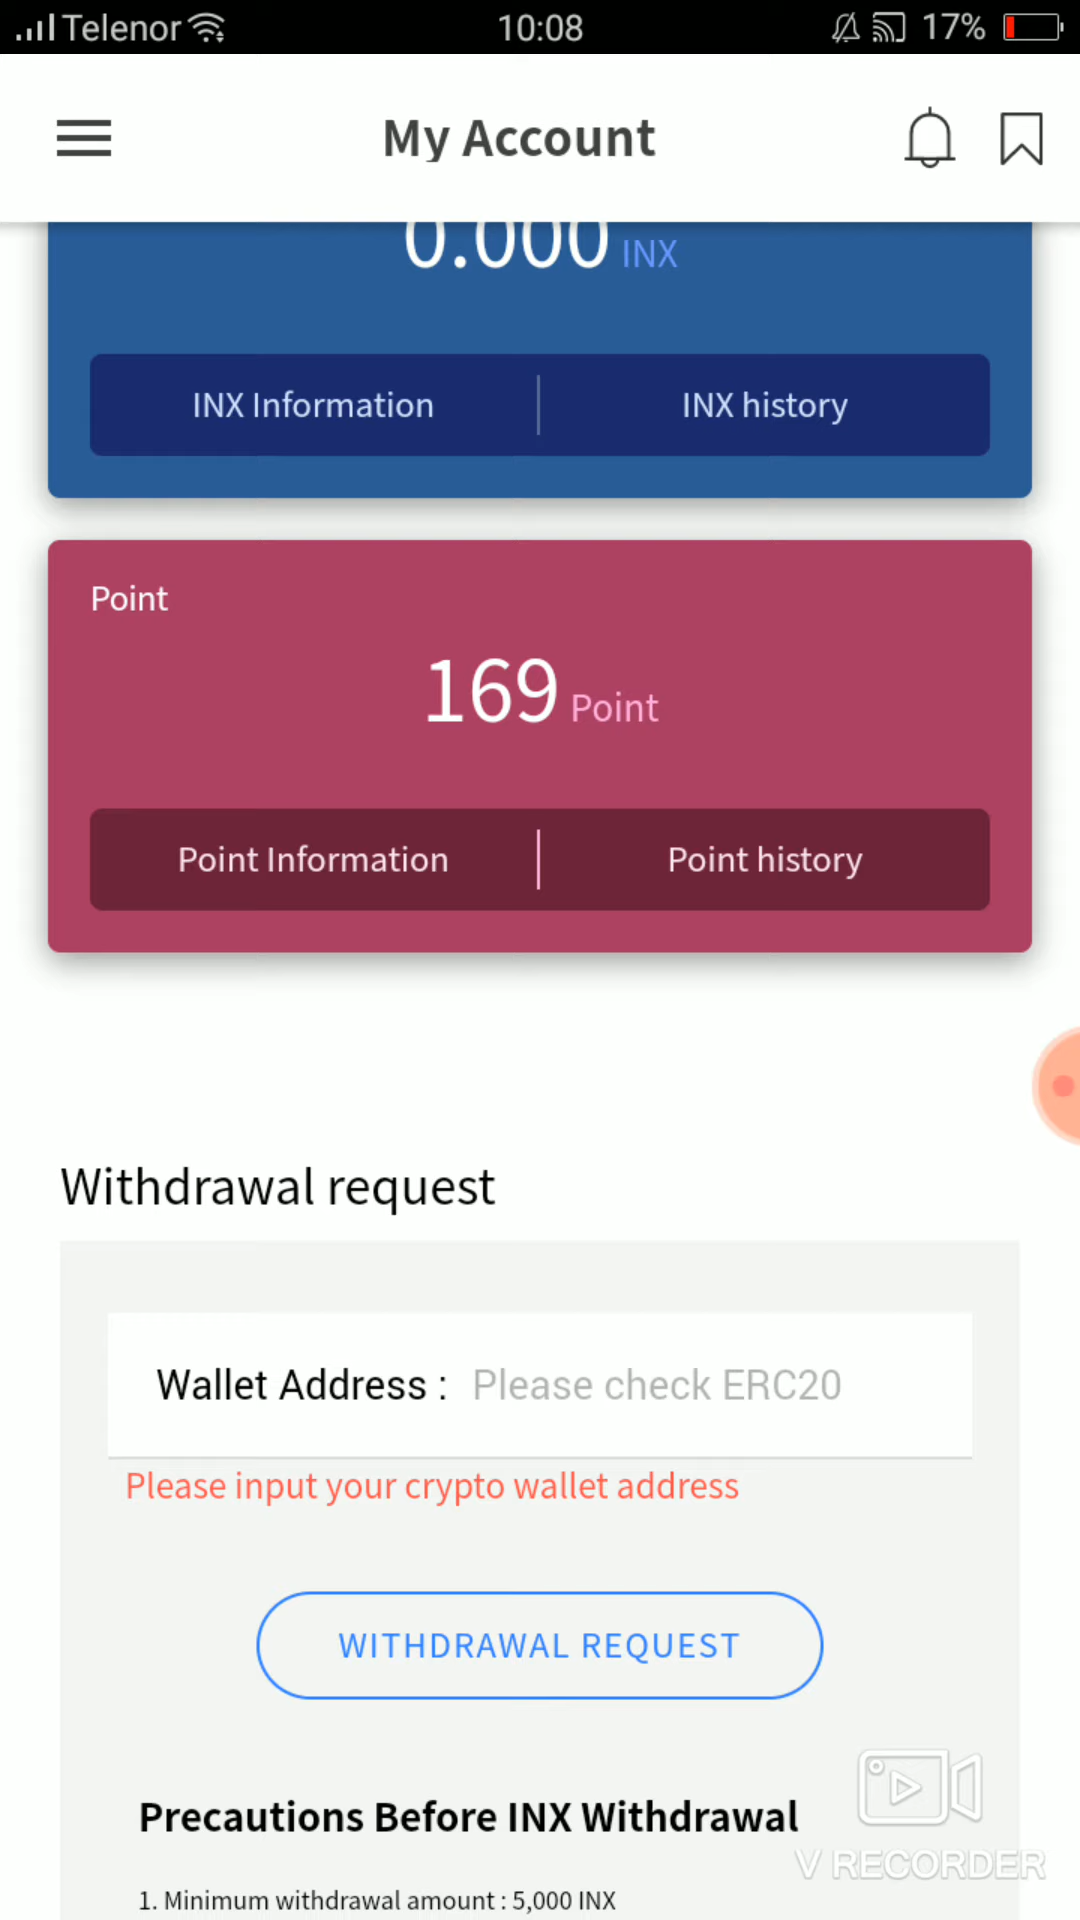 Telenor 10:08 17%
My Account
0.000 INX
INX Information INX history
Point
169 Point
Point Information Point history
Withdrawal request
Wallet Address : Please check ERC20
Please input your crypto wallet address
WITHDRAWAL REQUEST
Precautions Before INX Withdrawal
V RECORDER
1. Minimum withdrawal amount : 5,000 INX